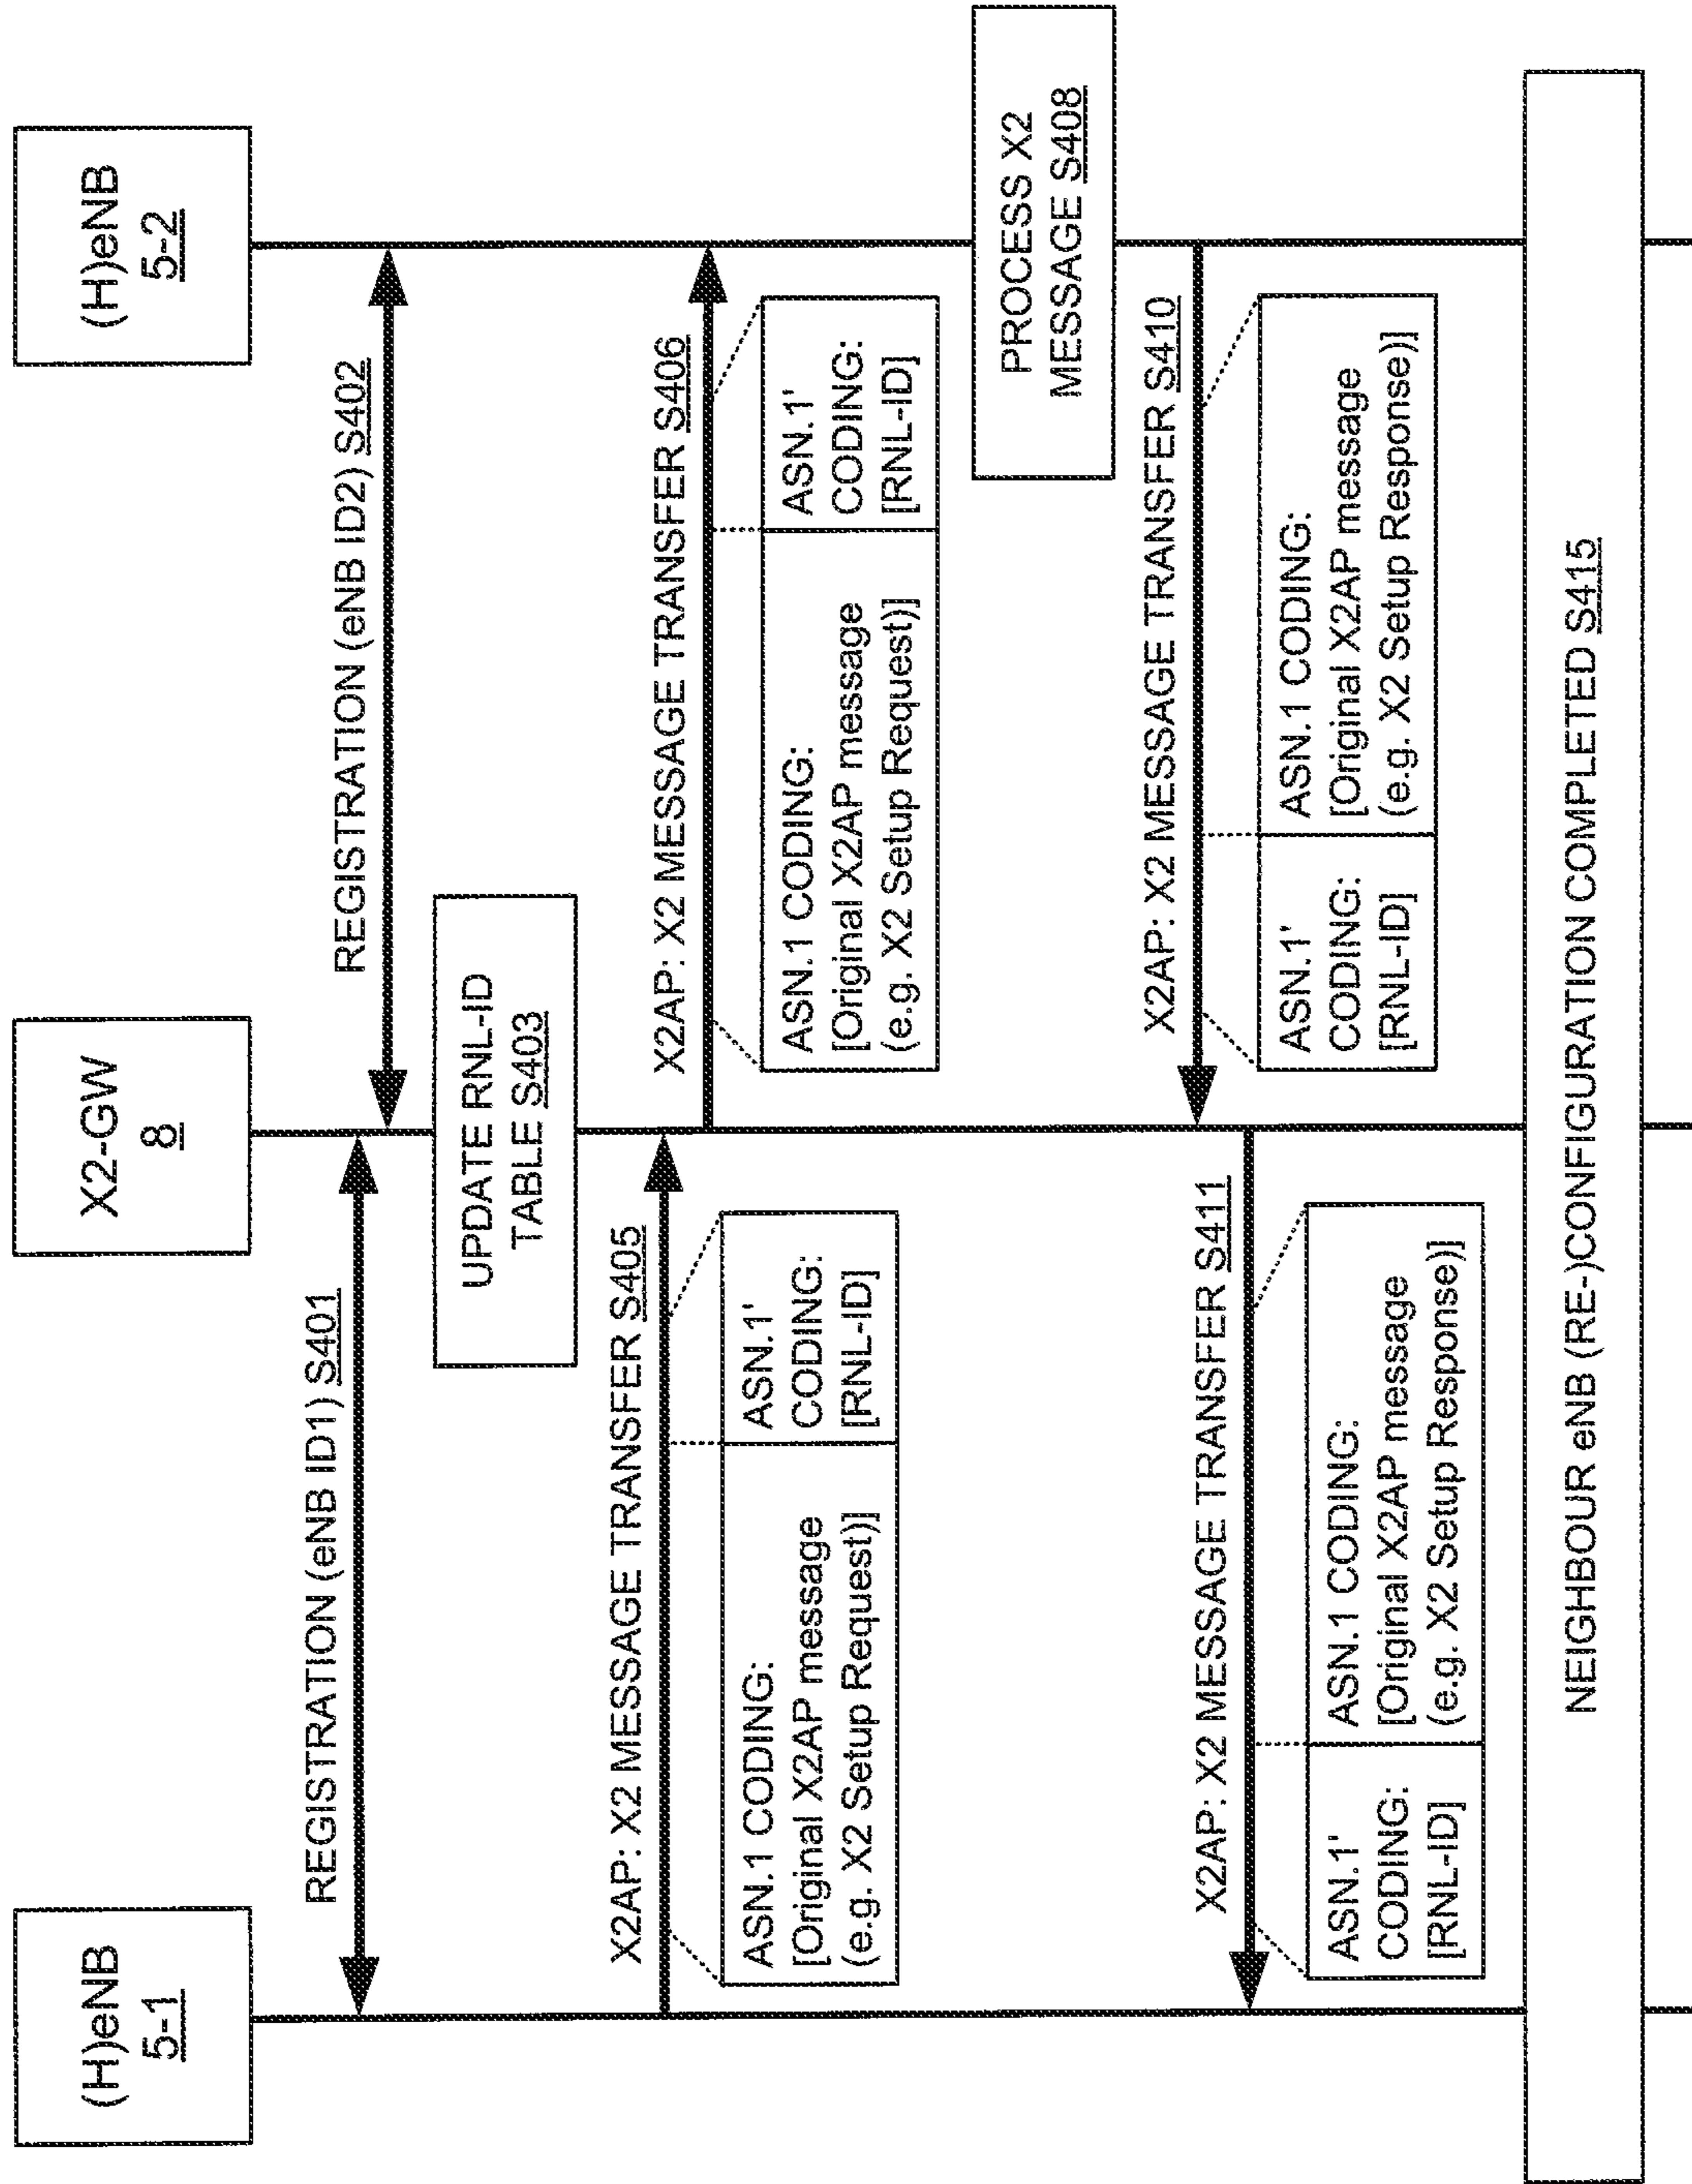 (H)eNB
5-1
X2-GW
8
(H)eNB
5-2
REGISTRATION (eNB ID1) S401
REGISTRATION (eNB ID2) S402
UPDATE RNL-ID
TABLE S403
X2AP: X2 MESSAGE TRANSFER S405
ASN.1 CODING:
[Original X2AP message
(e.g. X2 Setup Request)]
ASN.1'
CODING:
[RNL-ID]
X2AP: X2 MESSAGE TRANSFER S406
ASN.1 CODING:
[Original X2AP message
(e.g. X2 Setup Request)]
ASN.1'
CODING:
[RNL-ID]
PROCESS X2
MESSAGE S408
X2AP: X2 MESSAGE TRANSFER S410
ASN.1'
CODING:
[RNL-ID]
ASN.1 CODING:
[Original X2AP message
(e.g. X2 Setup Response)]
X2AP: X2 MESSAGE TRANSFER S411
ASN.1'
CODING:
[RNL-ID]
ASN.1 CODING:
[Original X2AP message
(e.g. X2 Setup Response)]
NEIGHBOUR eNB (RE-)CONFIGURATION COMPLETED S415